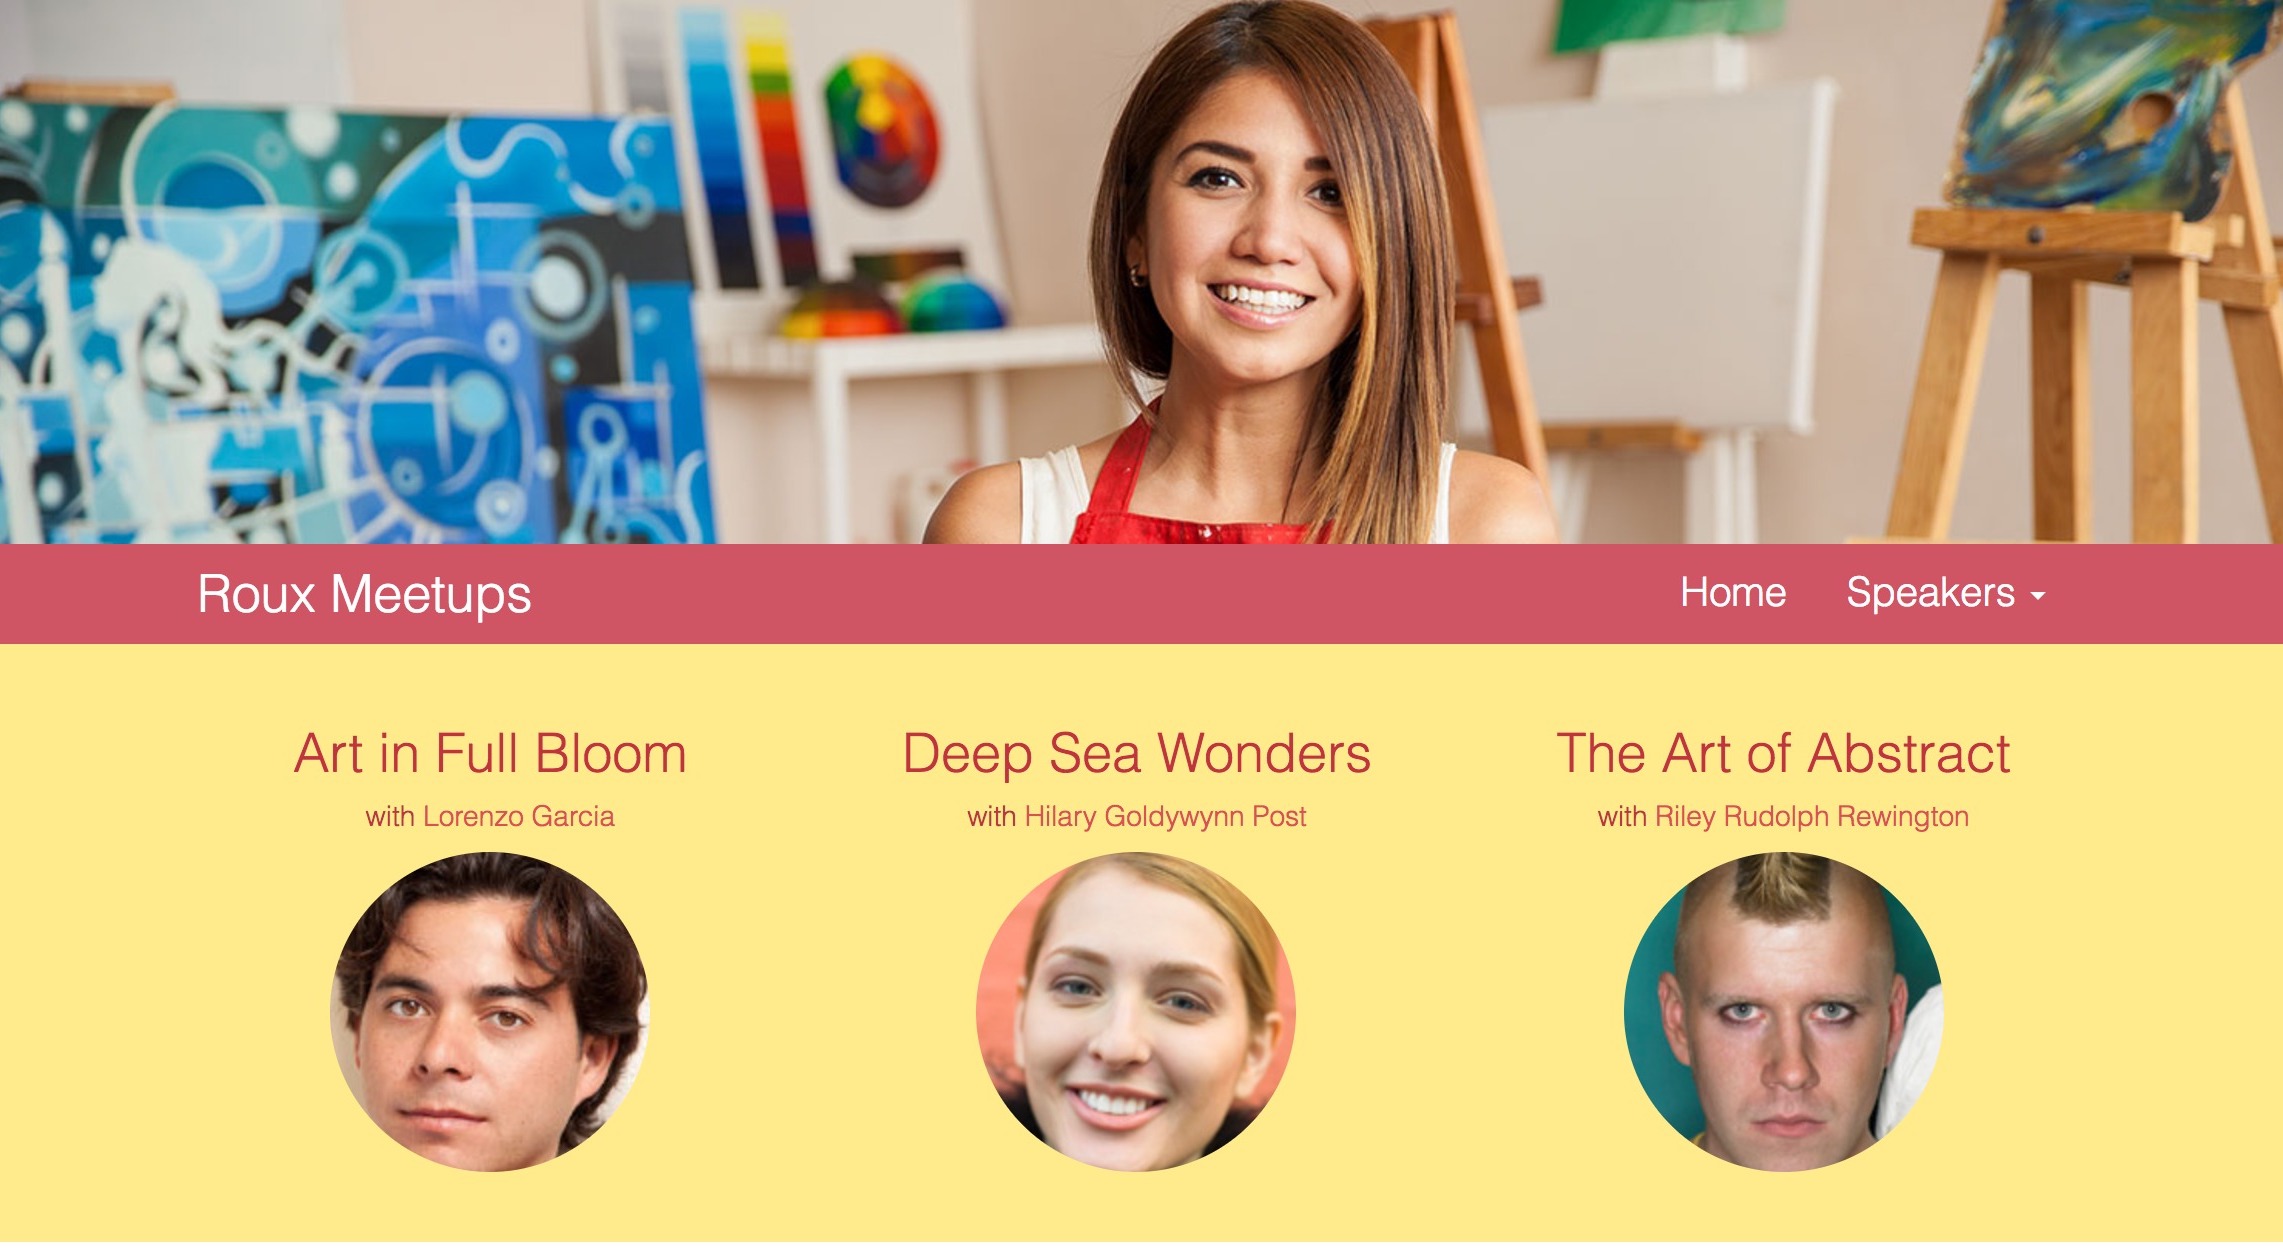 Roux Meetups
Home
Speakers
Art in Full Bloom
with Lorenzo Garcia
Deep Sea Wonders
with Hilary Goldywynn Post
The Art of Abstract
with Riley Rudolph Rewington